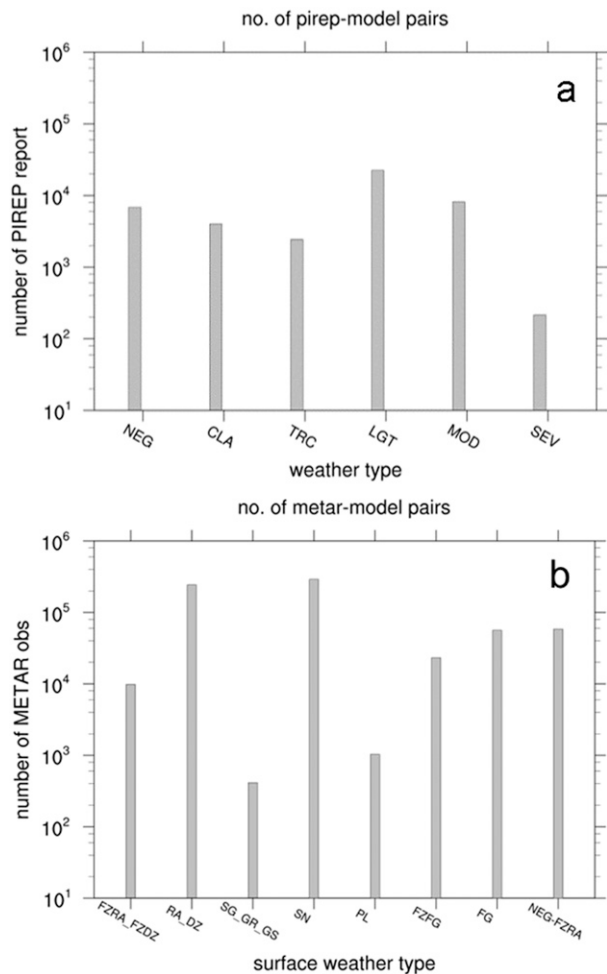 no. of pirep-model pairs
a
number of PIREP report
10^6
10^5
10^4
10^3
10^2
10^1
NEG CLA TRC LGT MOD SEV
weather type
no. of metar-model pairs
b
number of METAR obs
10^6
10^5
10^4
10^3
10^2
10^1
FZRA_FZDZ RA_DZ SG_GR_GS SN PL FZFG FG NEG-FZRA
surface weather type